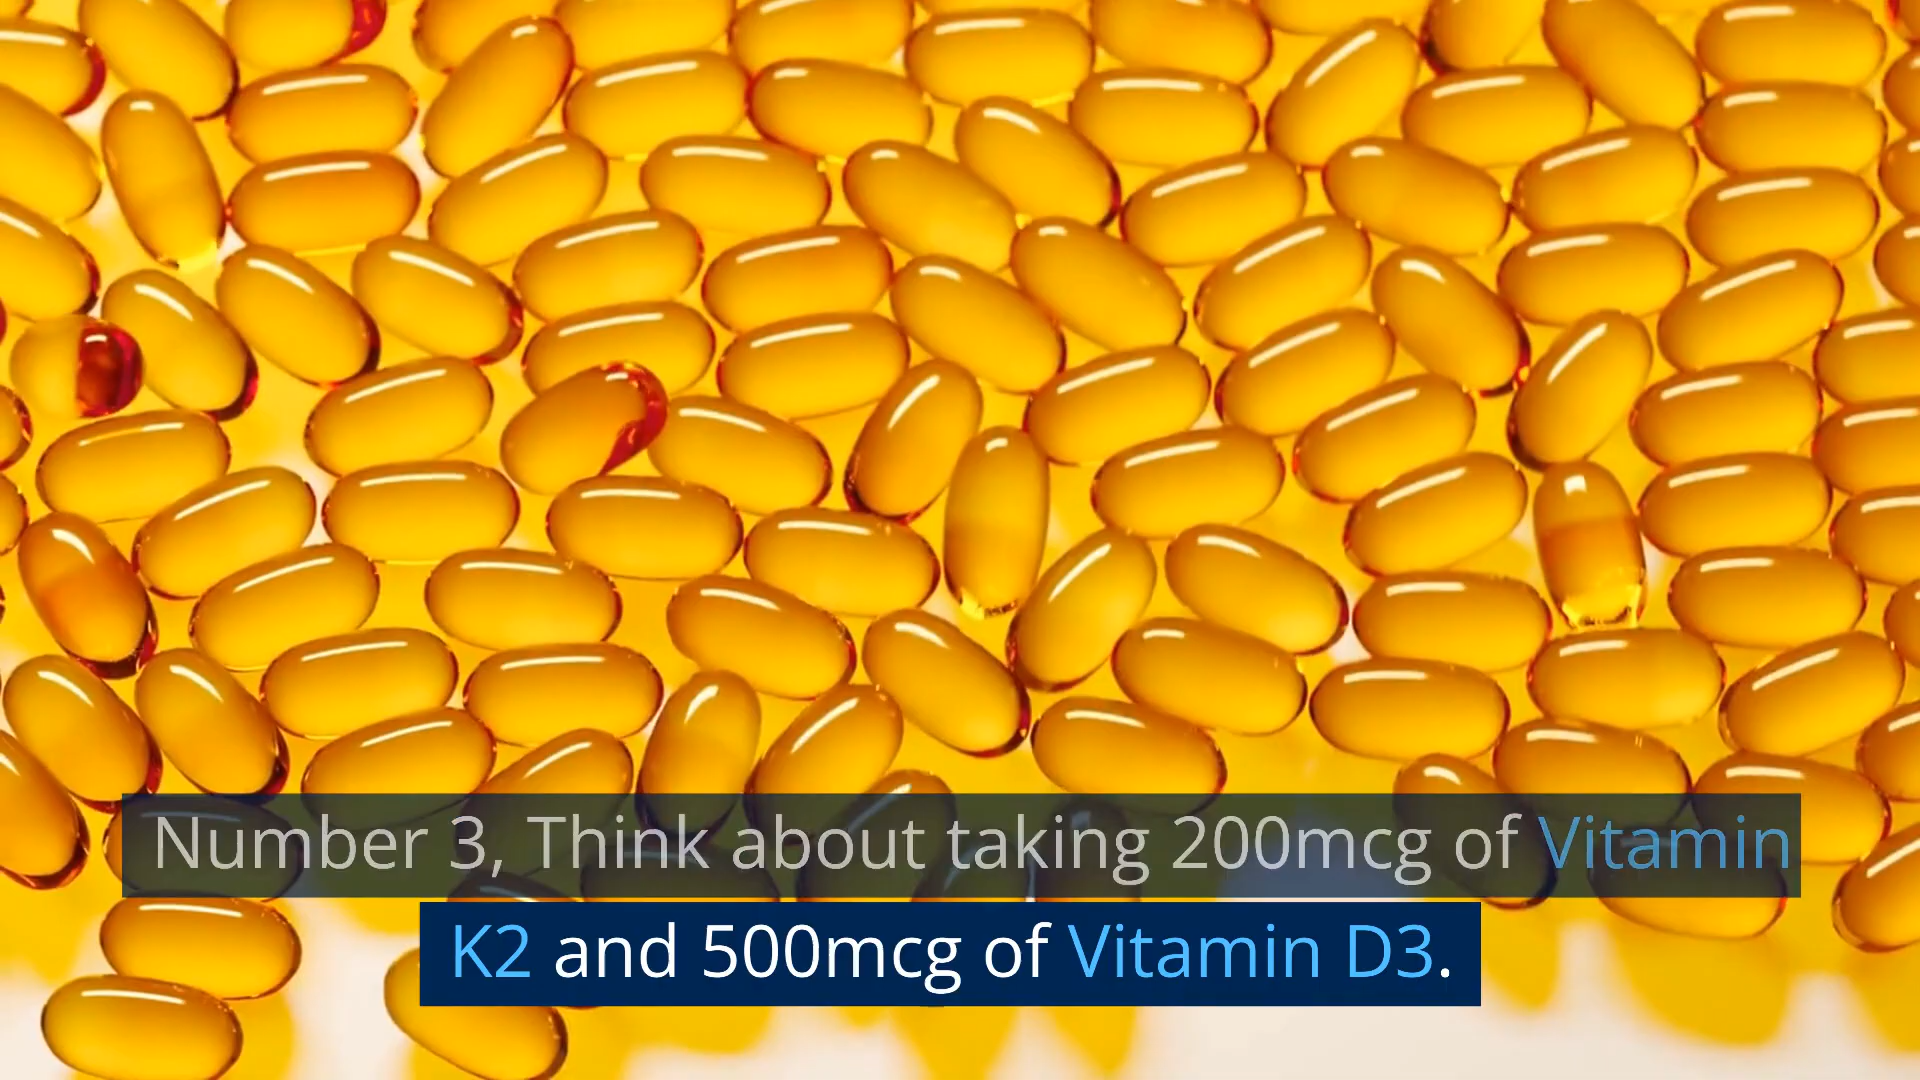 Number 3, Think about taking 200mcg of Vitamin
K2 and 500mcg of Vitamin D3.